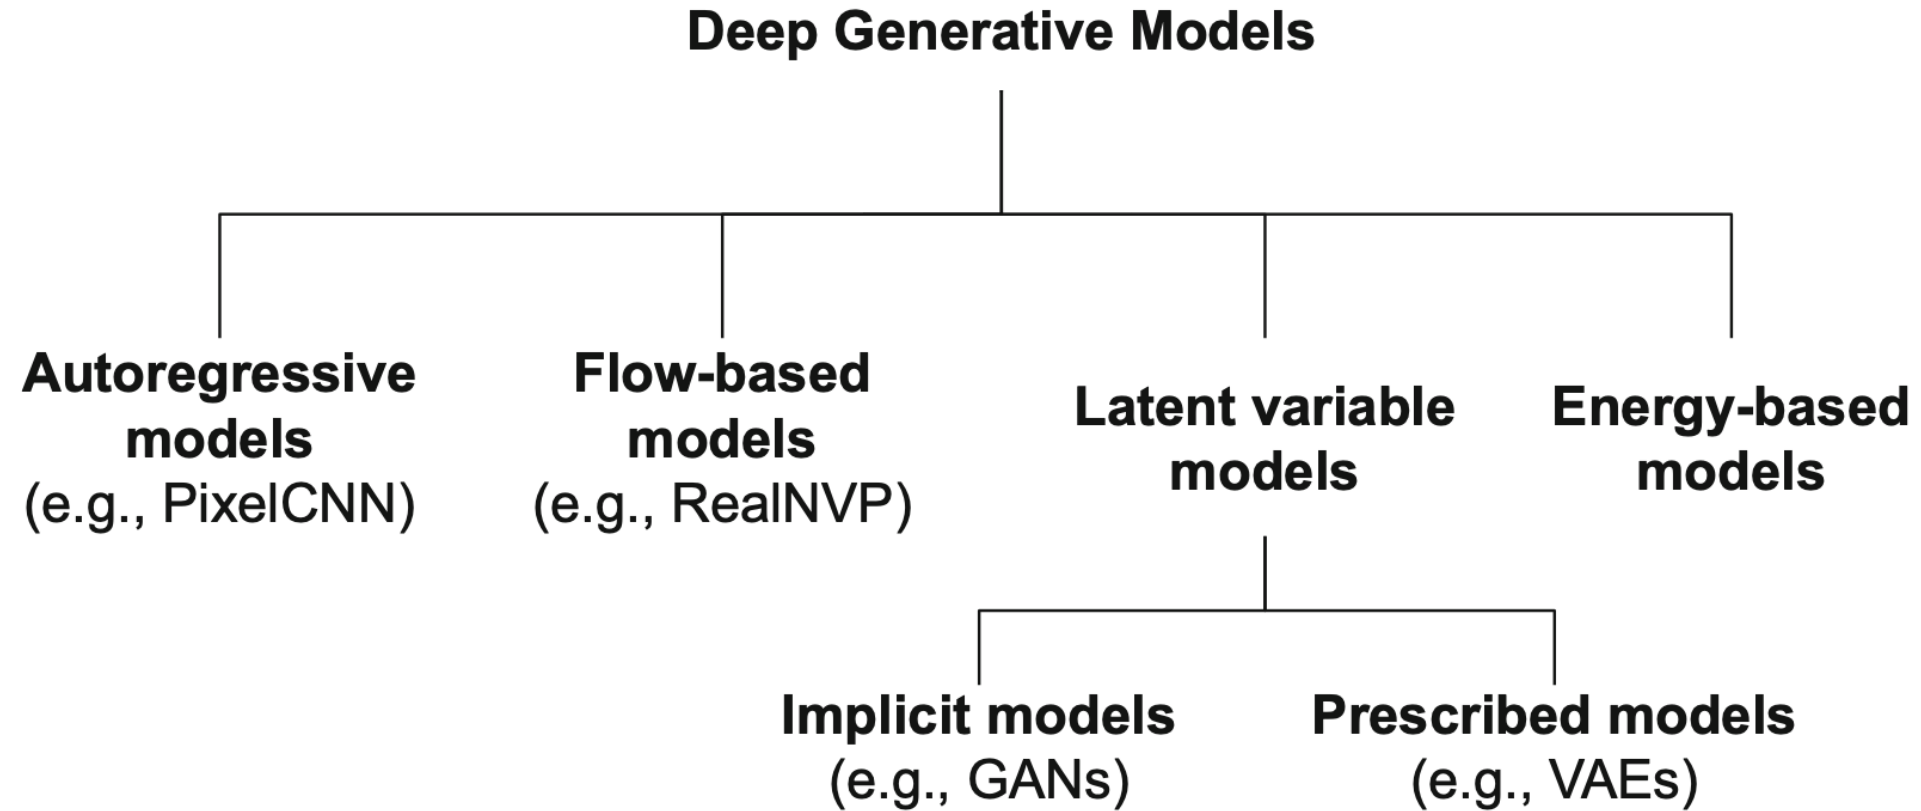 Deep Generative Models
Autoregressive
models
(e.g., PixelCNN)
Flow-based
models
(e.g., RealNVP)
Latent variable
models
Energy-based
models
Implicit models
(e.g., GANs)
Prescribed models
(e.g., VAEs)